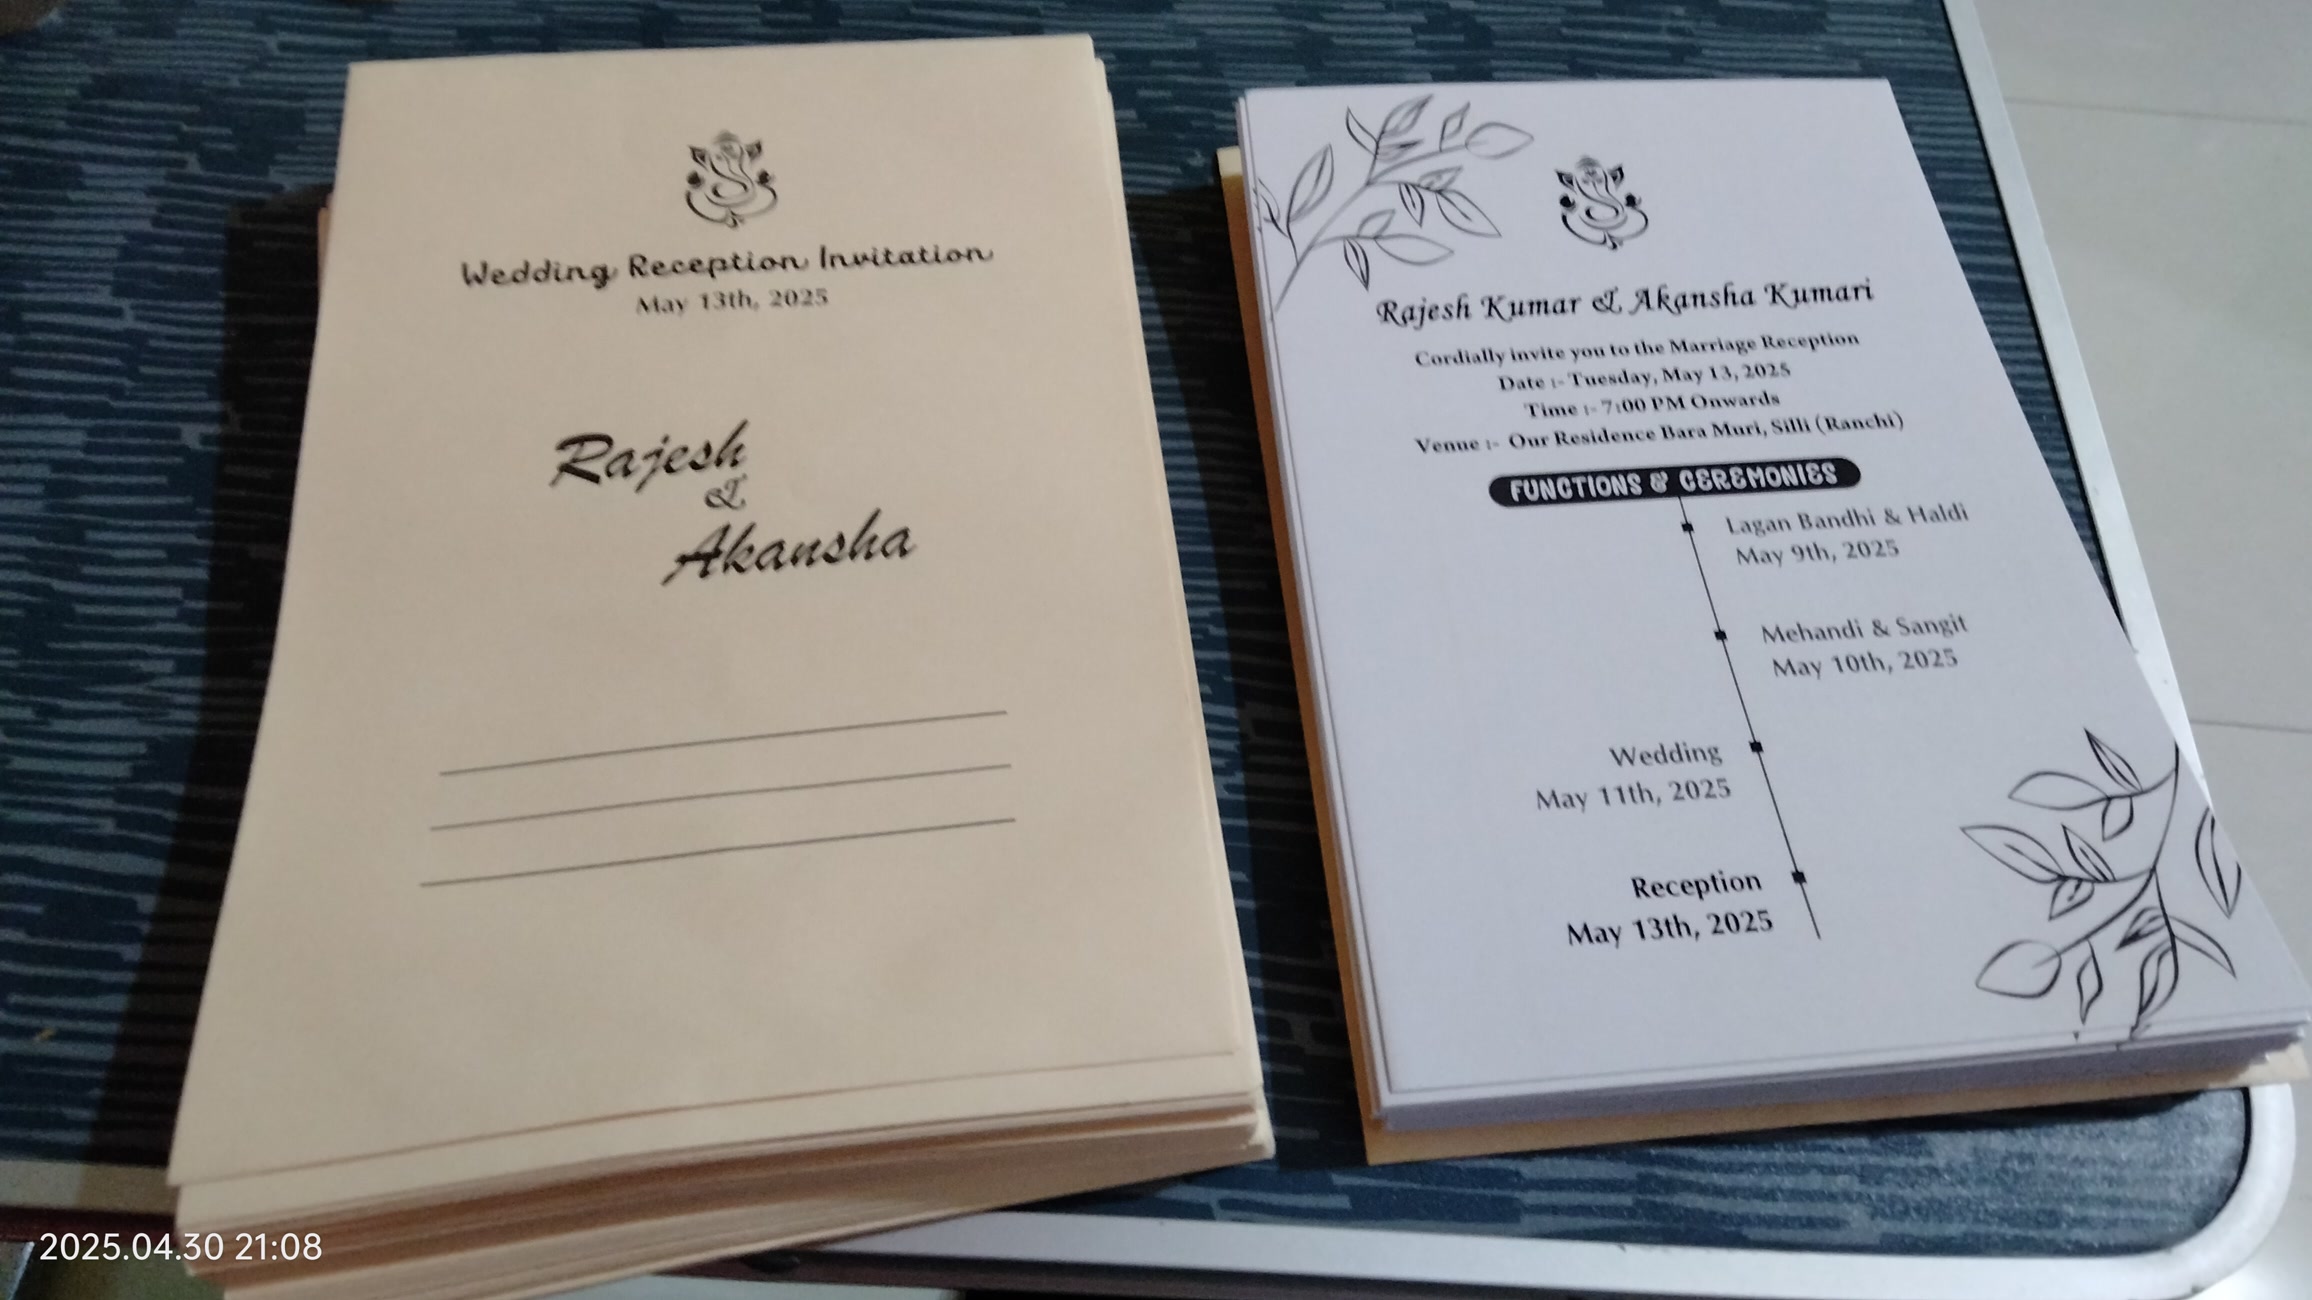 Wedding Reception Invitation
May 13th, 2025
Rajesh
&
Akansha
Rajesh Kumar & Akansha Kumari
Cordially invite you to the Marriage Reception
Date :- Tuesday, May 13, 2025
Time :- 7:00 PM Onwards
Venue :- Our Residence Bara Muri, Silli (Ranchi)
FUNCTIONS & CEREMONIES
Lagan Bandhi & Haldi
May 9th, 2025
Mehandi & Sangit
May 10th, 2025
Wedding
May 11th, 2025
Reception
May 13th, 2025
2025.04.30 21:08